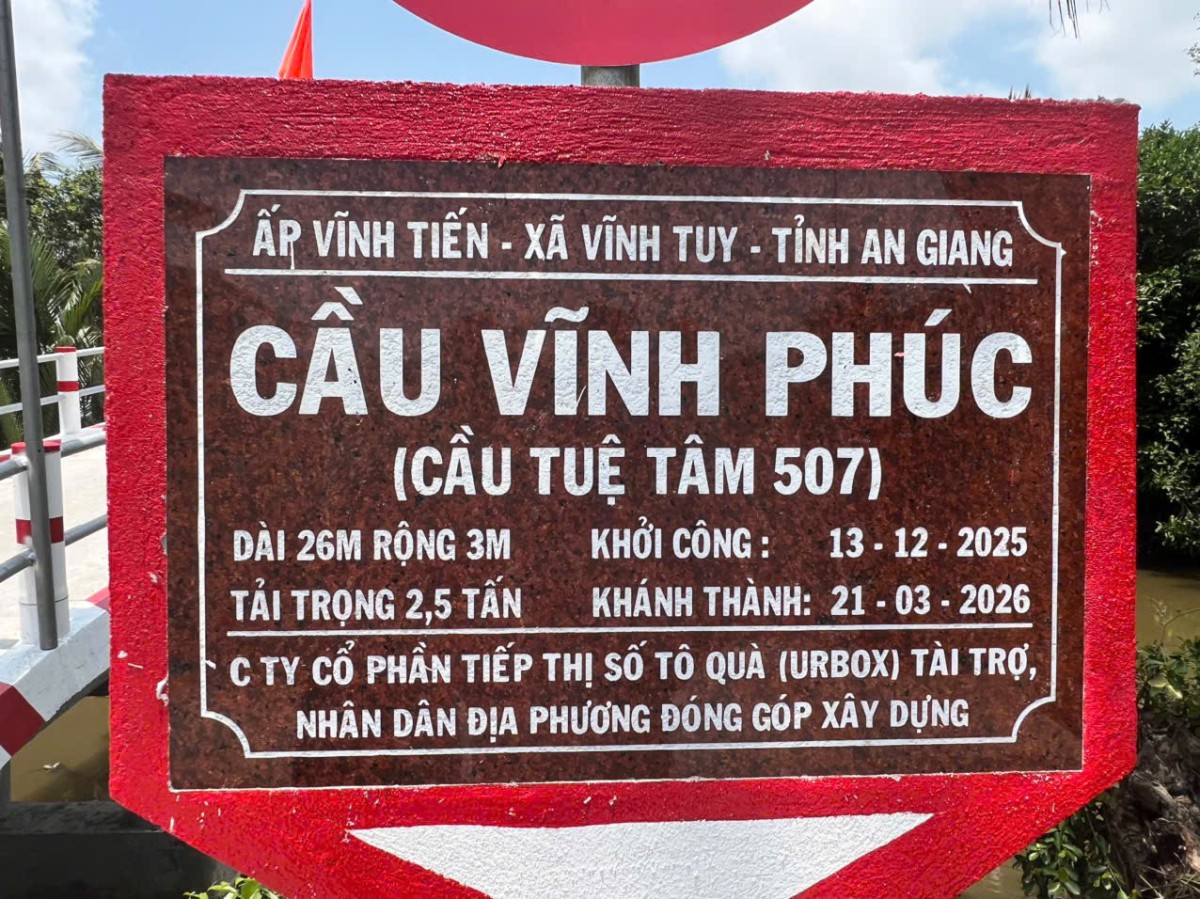 ẤP VĨNH TIẾN - XÃ VĨNH TUY - TỈNH AN GIANG
CẦU VĨNH PHÚC
(CẦU TUỆ TÂM 507)
DÀI 26M RỘNG 3M KHỞI CÔNG : 13 - 12 - 2025
TẢI TRỌNG 2,5 TẤN KHÁNH THÀNH: 21 - 03 - 2026
C TY CỔ PHẦN TIẾP THỊ SỐ TÔ QUÀ (URBOX) TÀI TRỢ,
NHÂN DÂN ĐỊA PHƯƠNG ĐÓNG GÓP XÂY DỰNG